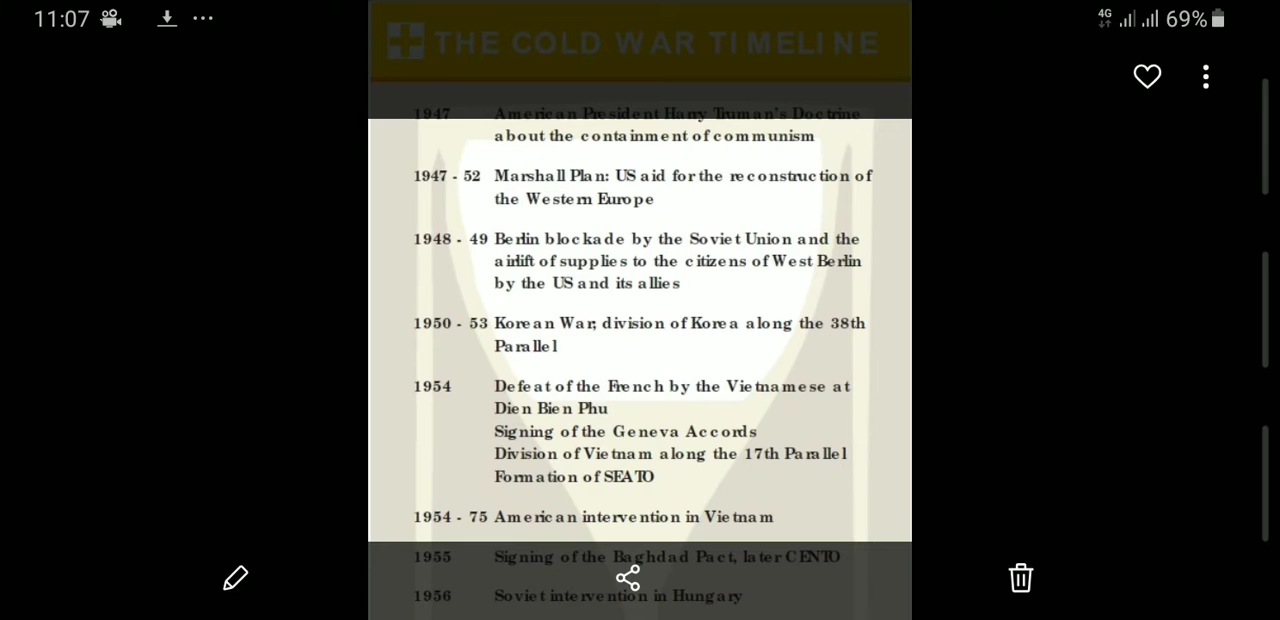 11:07
4G
69%
THE COLD WAR TIMELINE
1947 American President Harry Truman's Doctrine
about the containment of communism
1947 - 52 Marshall Plan: US aid for the reconstruction of
the Western Europe
1948 - 49 Berlin blockade by the Soviet Union and the
airlift of supplies to the citizens of West Berlin
by the US and its allies
1950 - 53 Korean War; division of Korea along the 38th
Parallel
1954 Defeat of the French by the Vietnamese at
Dien Bien Phu
Signing of the Geneva Accords
Division of Vietnam along the 17th Parallel
Formation of SEATO
1954 - 75 American intervention in Vietnam
1955 Signing of the Baghdad Pact, later CENTO
1956 Soviet intervention in Hungary